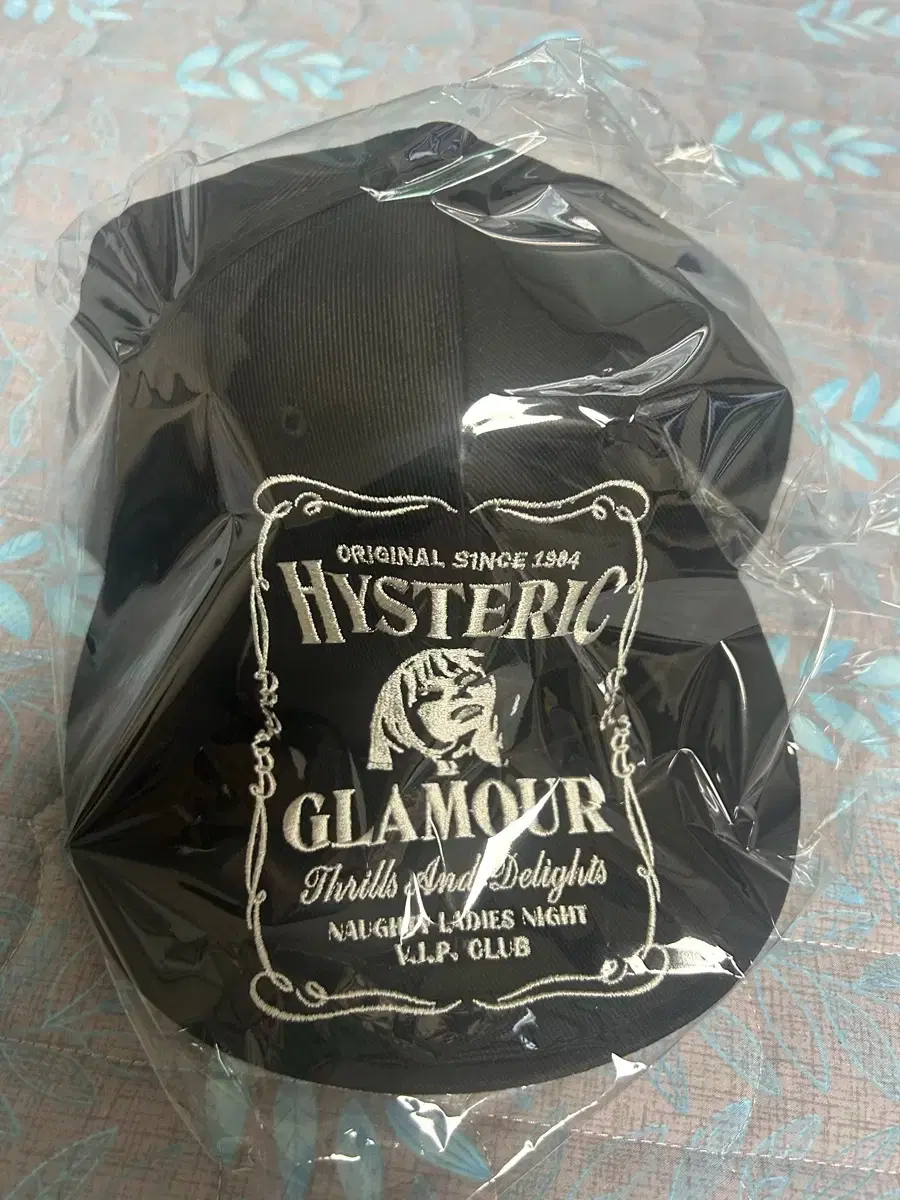 ORIGINAL SINCE 1984
HYSTERIC
GLAMOUR
Thrills And Delights
NAUGHTY LADIES NIGHT
V.I.P. CLUB